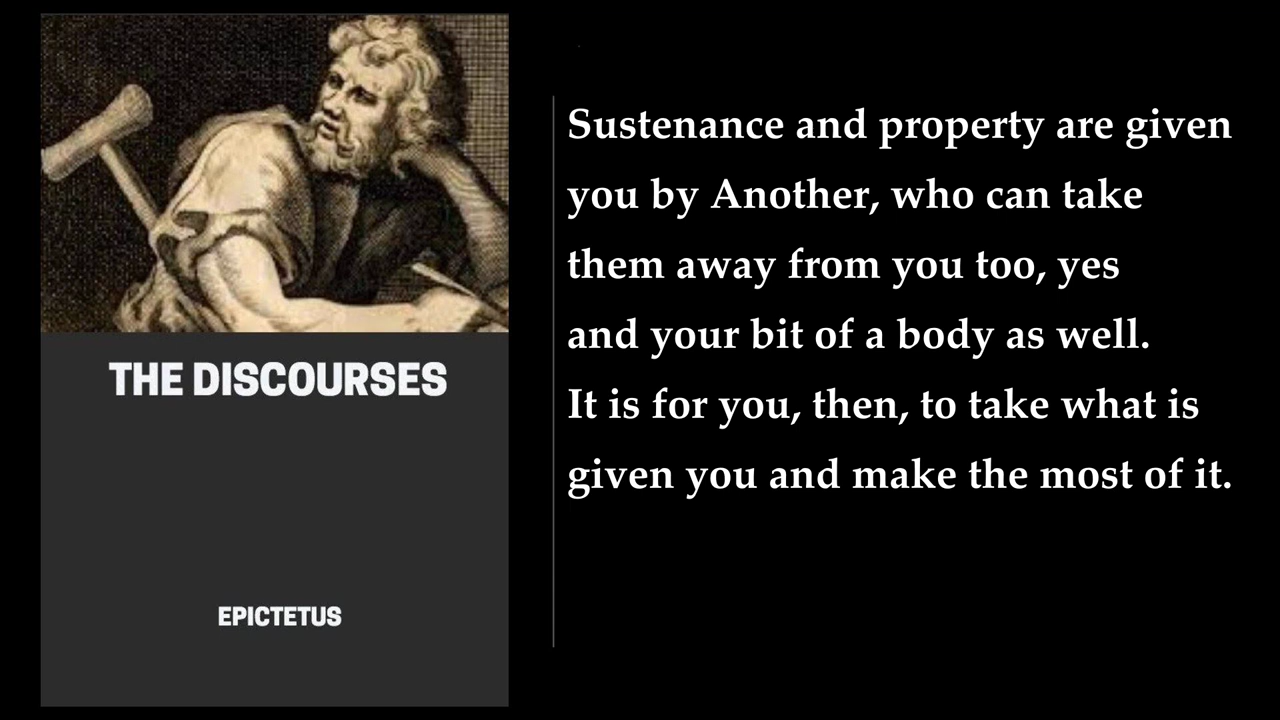 THE DISCOURSES
EPICTETUS
Sustenance and property are given
you by Another, who can take
them away from you too, yes
and your bit of a body as well.
It is for you, then, to take what is
given you and make the most of it.